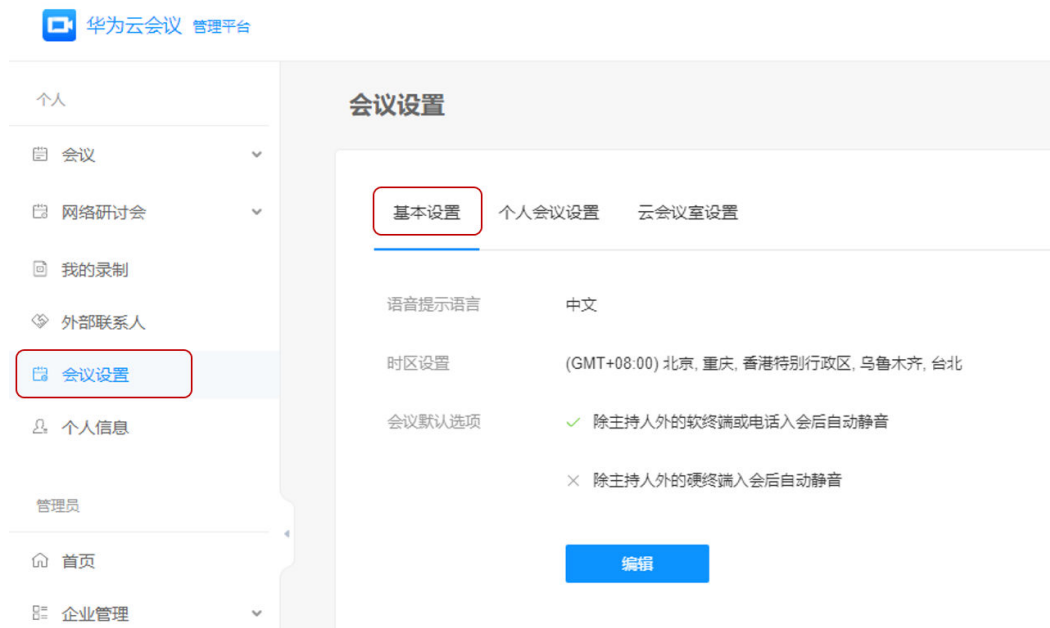 华为云会议 管理平台
个人
会议
网络研讨会
我的录制
外部联系人
会议设置
个人信息
管理员
首页
企业管理
会议设置
基本设置 个人会议设置 云会议室设置
语音提示语言 中文
时区设置 (GMT+08:00) 北京, 重庆, 香港特别行政区, 乌鲁木齐, 台北
会议默认选项 除主持人外的软终端或电话入会后自动静音
除主持人外的硬终端入会后自动静音
编辑